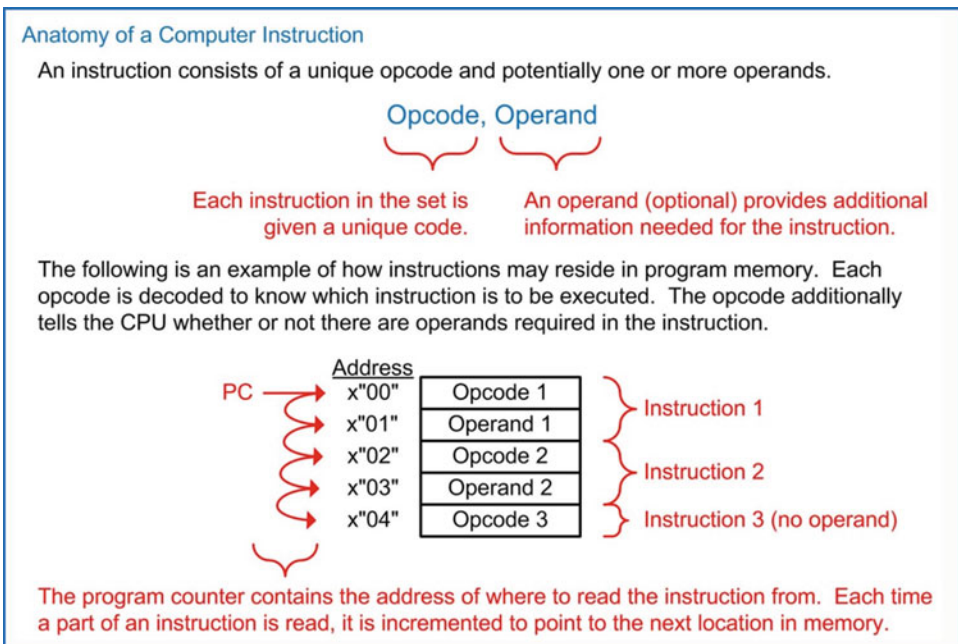 Anatomy of a Computer Instruction
An instruction consists of a unique opcode and potentially one or more operands.
Opcode, Operand
Each instruction in the set is
given a unique code.
An operand (optional) provides additional
information needed for the instruction.
The following is an example of how instructions may reside in program memory.  Each
opcode is decoded to know which instruction is to be executed.  The opcode additionally
tells the CPU whether or not there are operands required in the instruction.
Address
PC x"00" Opcode 1
x"01" Operand 1
Instruction 1
x"02" Opcode 2
x"03" Operand 2
Instruction 2
x"04" Opcode 3 Instruction 3 (no operand)
The program counter contains the address of where to read the instruction from.  Each time
a part of an instruction is read, it is incremented to point to the next location in memory.